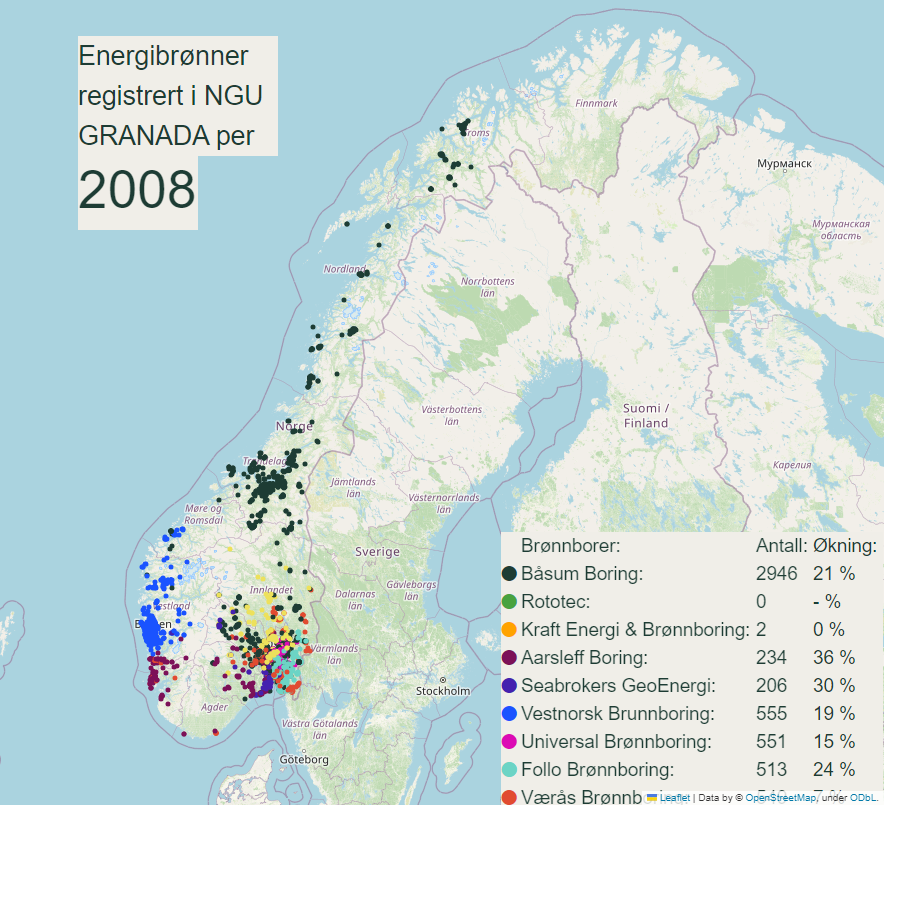 Energibrønner
registrert i NGU
GRANADA per
2008
Finnmark
Troms
Мурманск
Мурманская
область
Nordland
Norrbottens
län
Västerbottens
län
Suomi /
Finland
Norge
Trøndelag
Карелия
Jämtlands
län
Västernorrlands
län
Møre og
Romsdal
Sverige
Innlandet
Gävleborgs
län
Dalarnas
län
Vestland
Bergen
Värmlands
län
Stockholm
Agder
Västra Götalands
län
Göteborg
Brønnborer: Antall: Økning:
Båsum Boring: 2946 21 %
Rototec: 0 - %
Kraft Energi & Brønnboring: 2 0 %
Aarsleff Boring: 234 36 %
Seabrokers GeoEnergi: 206 30 %
Vestnorsk Brunnboring: 555 19 %
Universal Brønnboring: 551 15 %
Follo Brønnboring: 513 24 %
Værås Brønnb
Leaflet | Data by © OpenStreetMap, under ODbL.